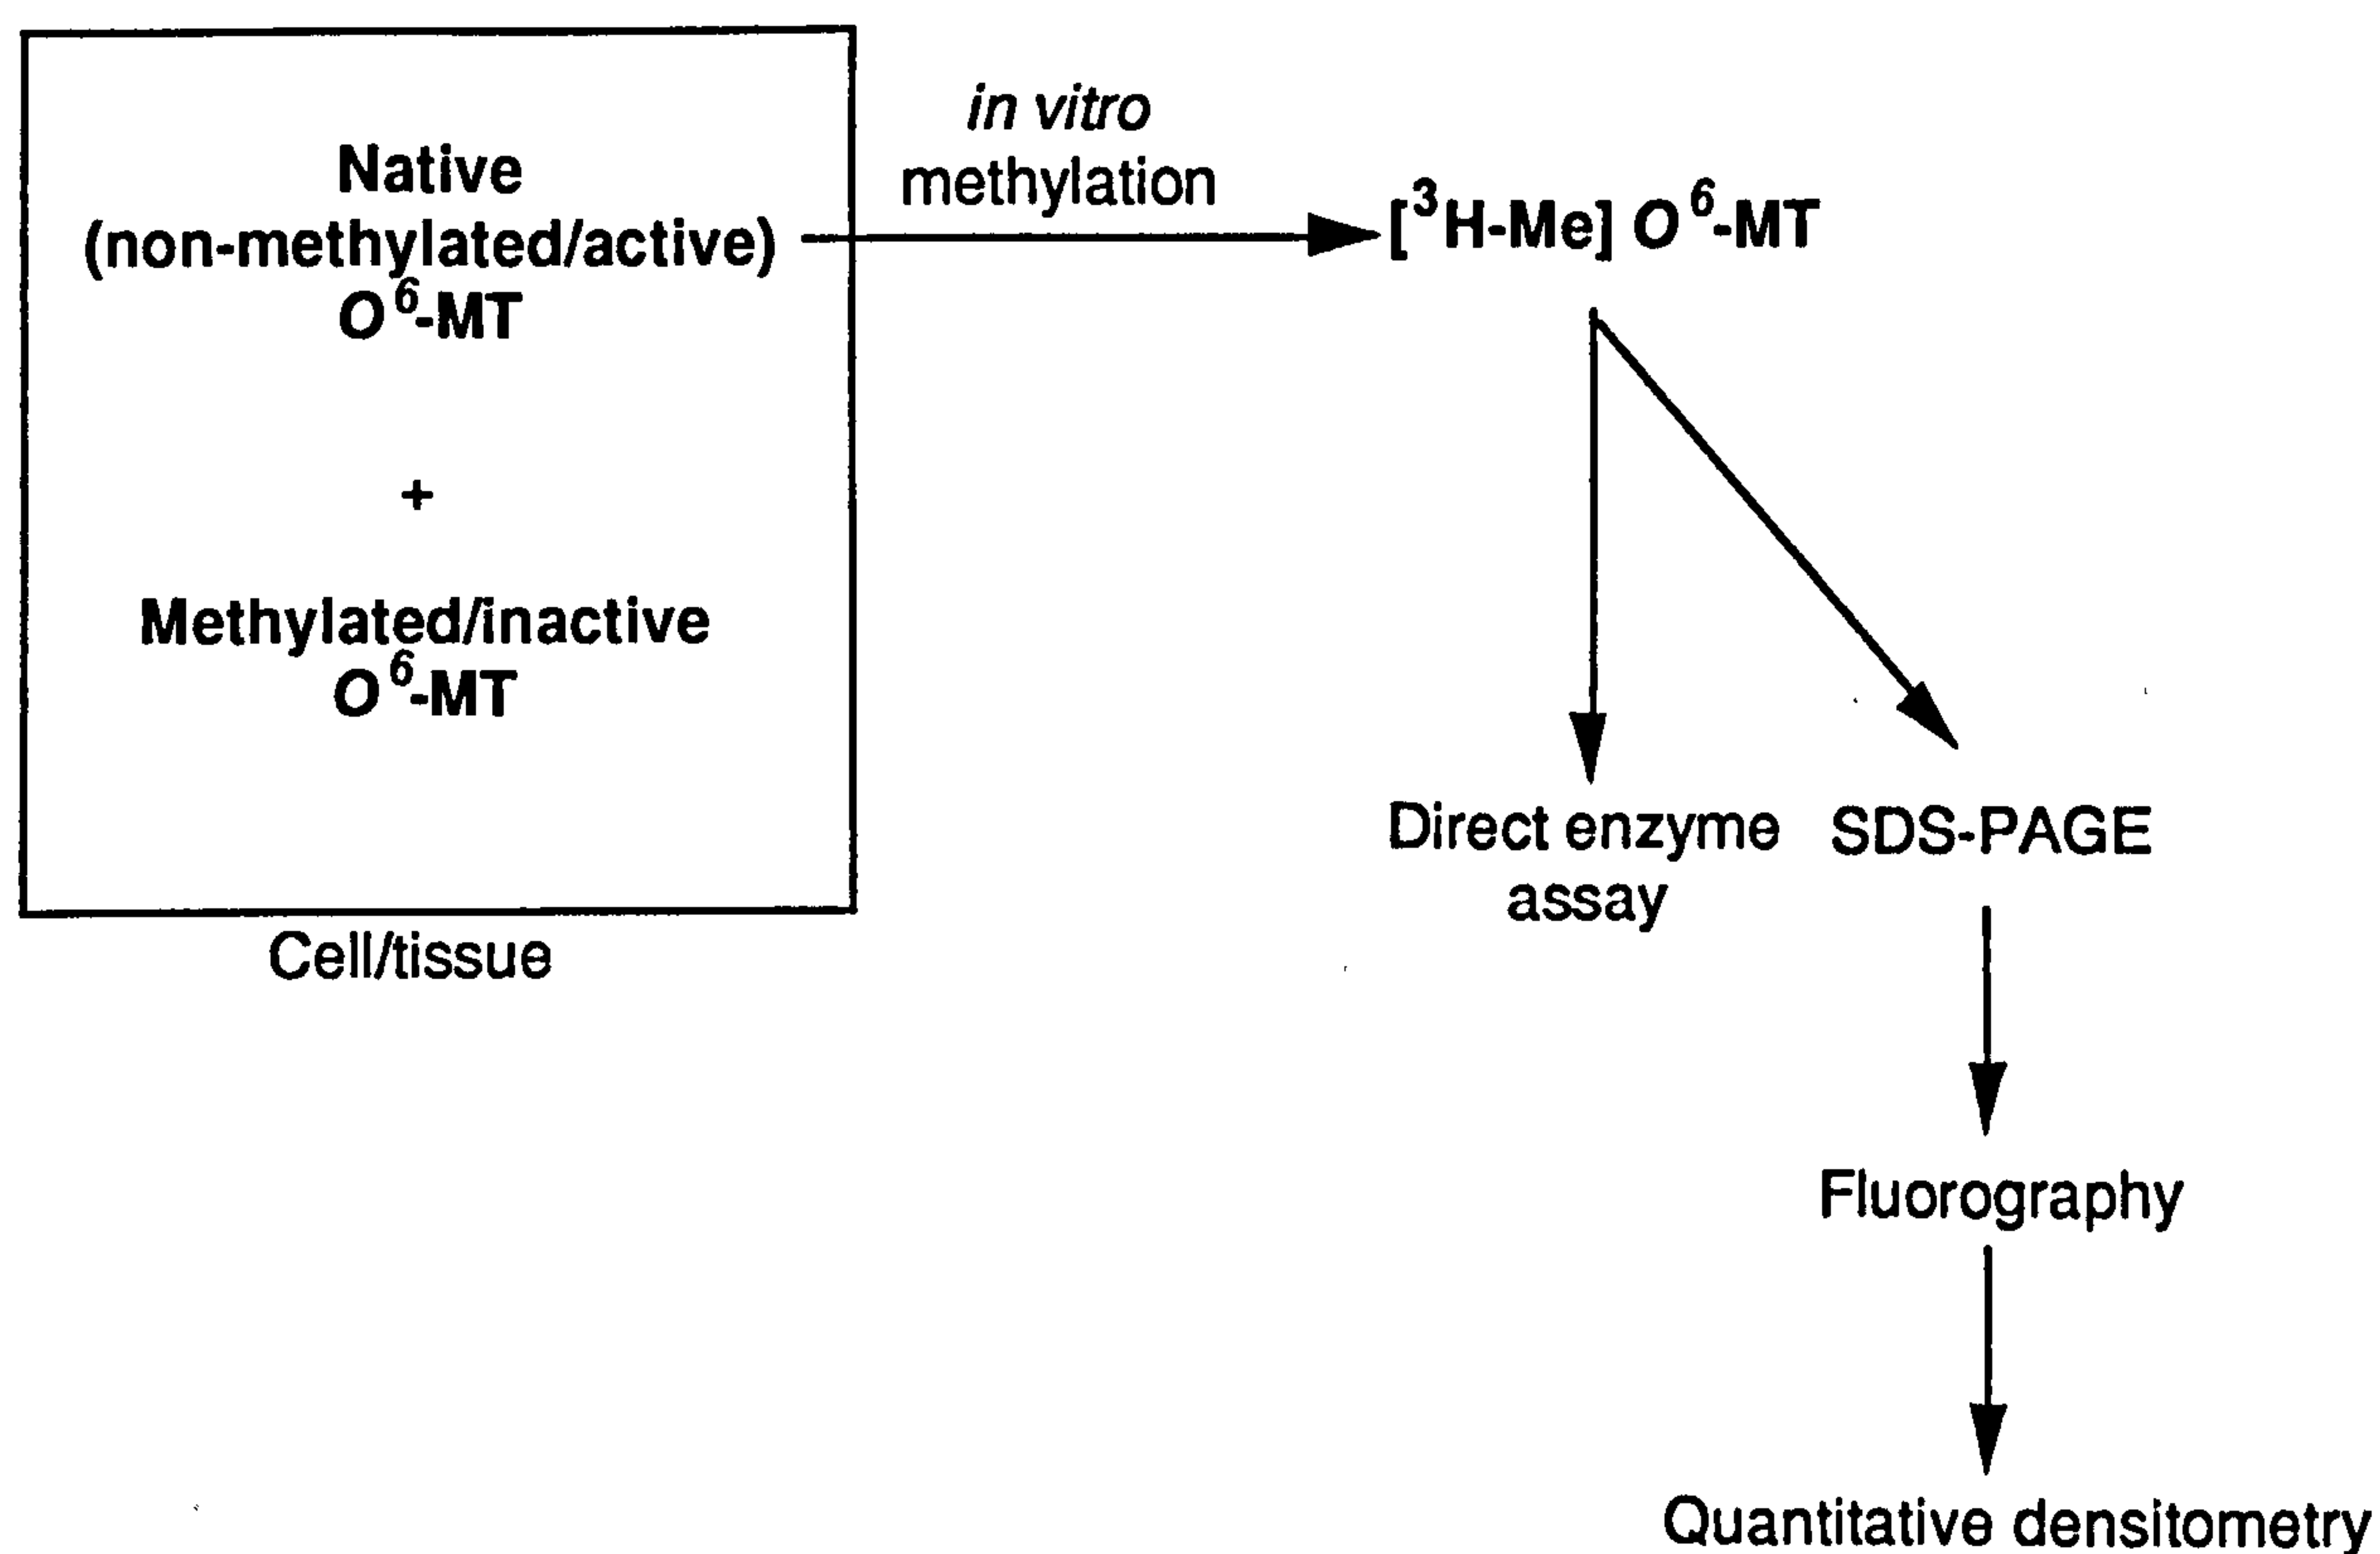 Native
(non-methylated/active)
O⁶-MT
+
Methylated/inactive
O⁶-MT
Cell/tissue
in vitro
methylation
[³H-Me] O⁶-MT
Direct enzyme
assay
SDS-PAGE
Fluorography
Quantitative densitometry